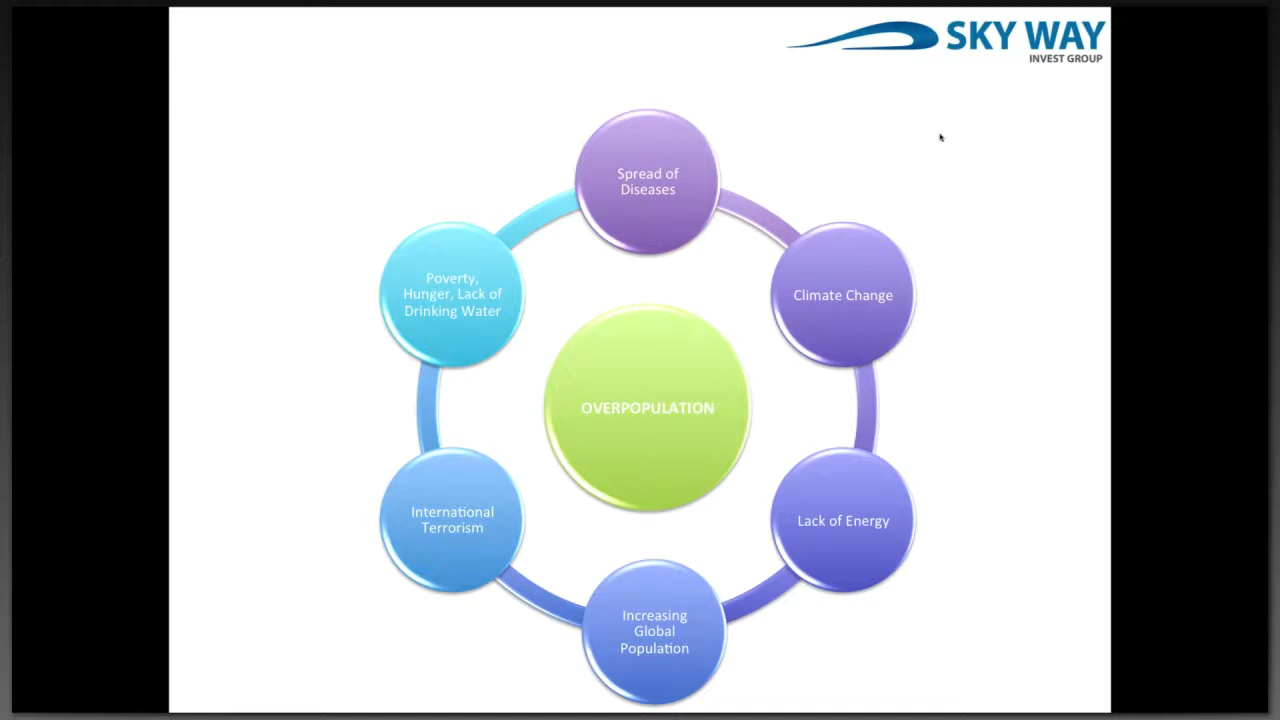 SKY WAY
INVEST GROUP
Spread of
Diseases
Poverty,
Hunger, Lack of
Drinking Water
Climate Change
OVERPOPULATION
International
Terrorism
Lack of Energy
Increasing
Global
Population